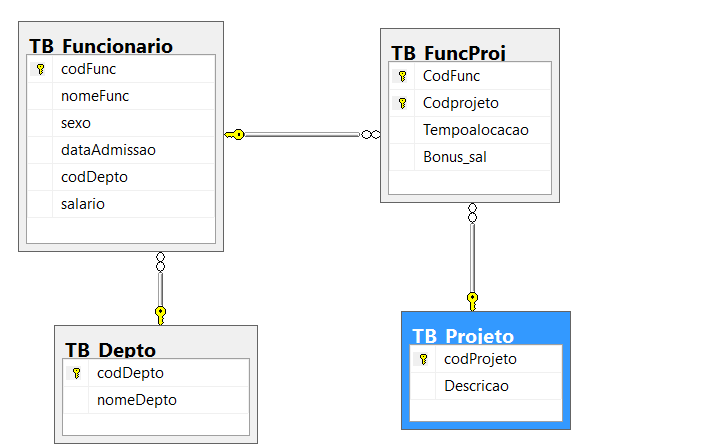 TB_Funcionario
codFunc
nomeFunc
sexo
dataAdmissao
codDepto
salario
TB_FuncProj
CodFunc
Codprojeto
Tempoalocacao
Bonus_sal
TB_Depto
codDepto
nomeDepto
TB_Projeto
codProjeto
Descricao